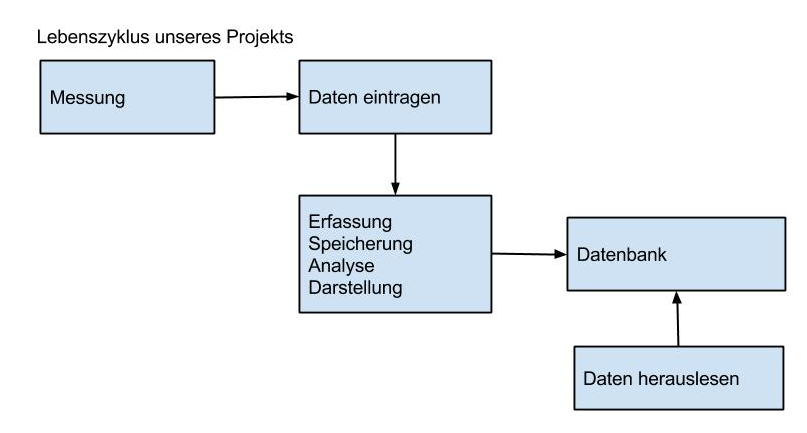 Lebenszyklus unseres Projekts
Messung
Daten eintragen
Erfassung
Speicherung
Analyse
Darstellung
Datenbank
Daten herauslesen